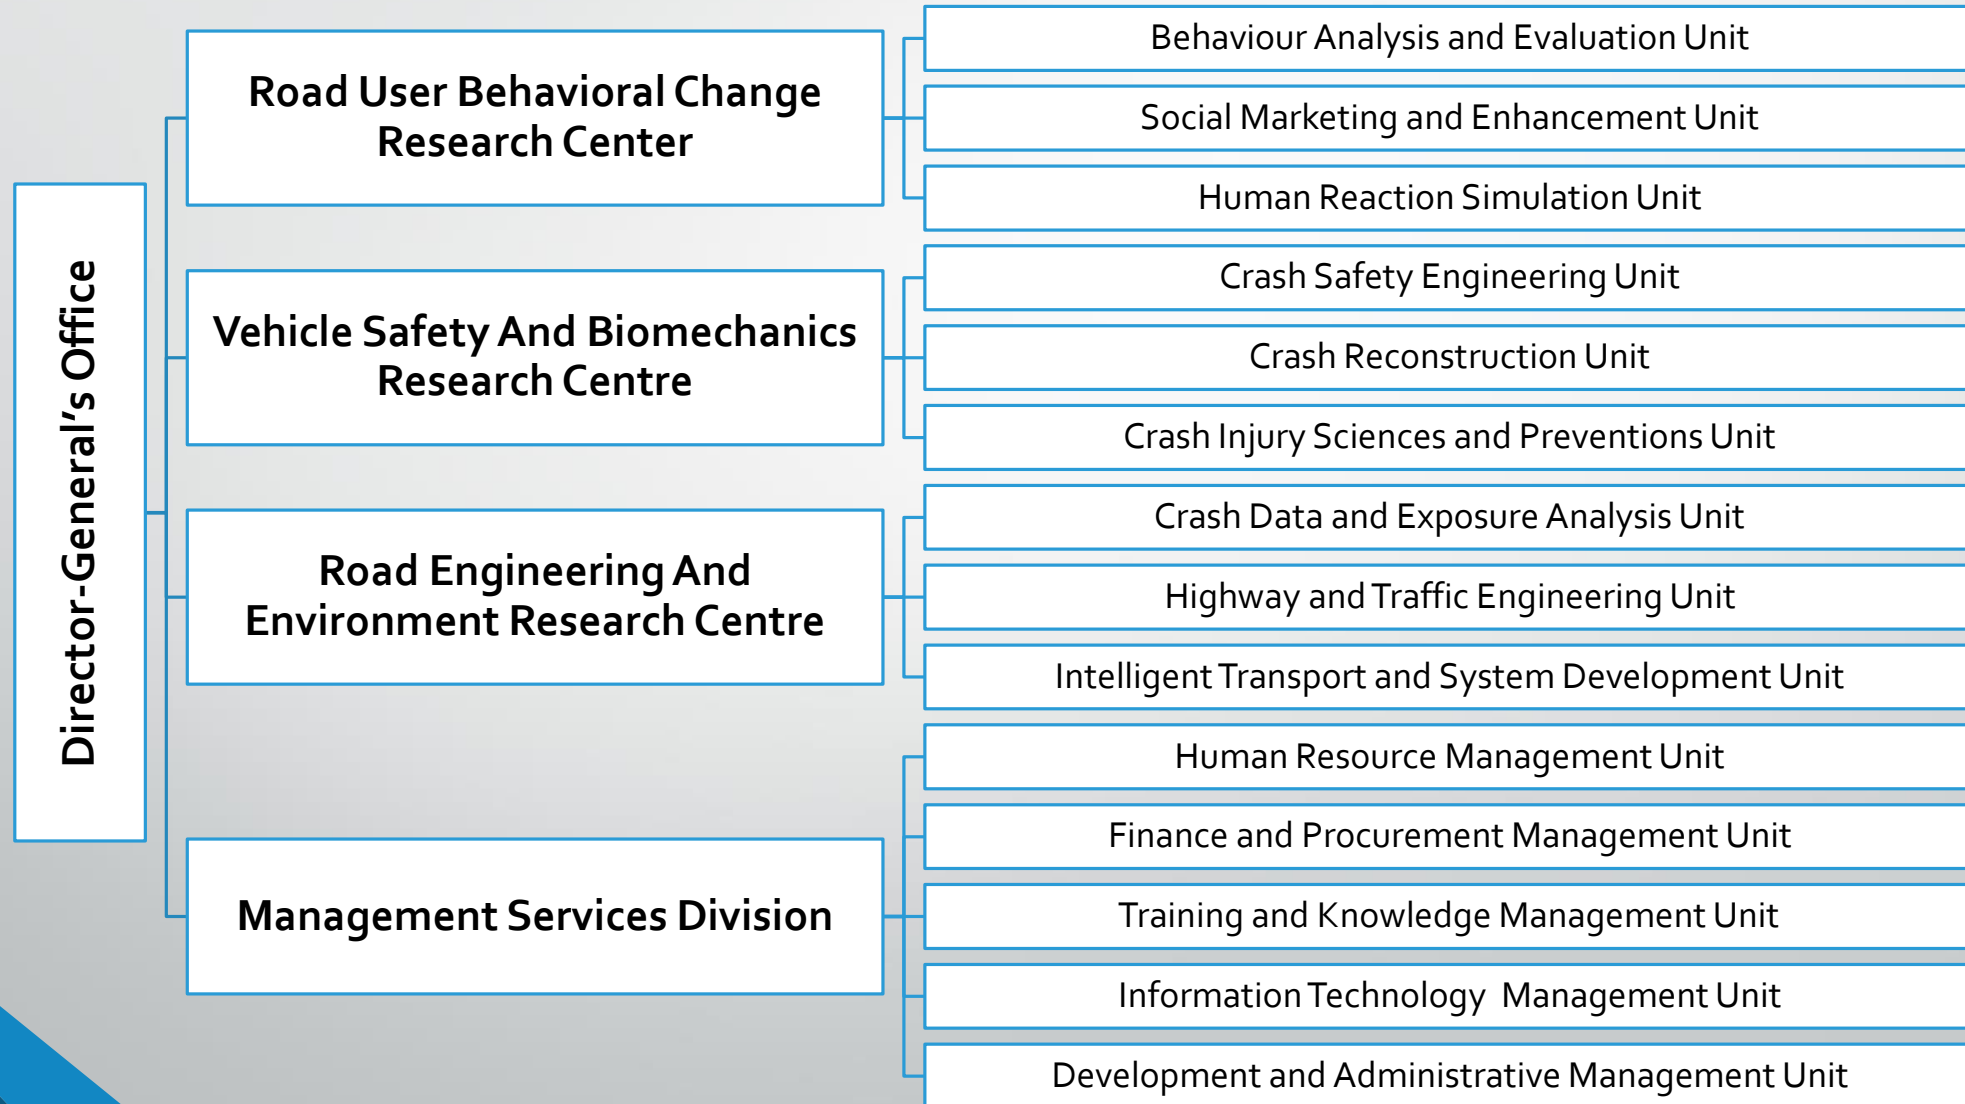 Director-General's Office
Road User Behavioral Change
Research Center
Behaviour Analysis and Evaluation Unit
Social Marketing and Enhancement Unit
Human Reaction Simulation Unit
Vehicle Safety And Biomechanics
Research Centre
Crash Safety Engineering Unit
Crash Reconstruction Unit
Crash Injury Sciences and Preventions Unit
Road Engineering And
Environment Research Centre
Crash Data and Exposure Analysis Unit
Highway and Traffic Engineering Unit
Intelligent Transport and System Development Unit
Management Services Division
Human Resource Management Unit
Finance and Procurement Management Unit
Training and Knowledge Management Unit
Information Technology  Management Unit
Development and Administrative Management Unit